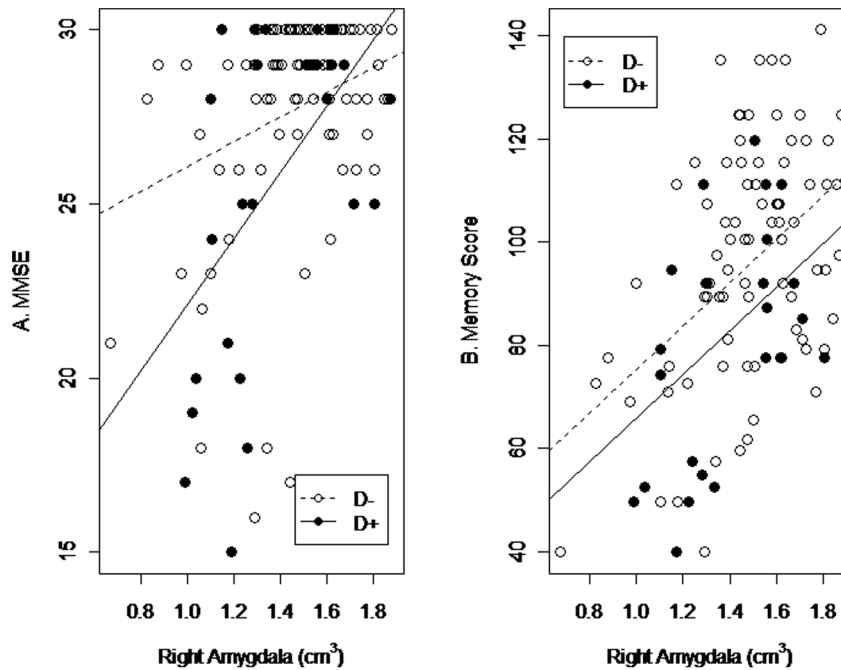 A. MMSE
30
25
20
15
D-
D+
0.8 1.0 1.2 1.4 1.6 1.8
Right Amygdala (cm³)
B. Memory Score
140
120
100
80
60
40
D-
D+
0.8 1.0 1.2 1.4 1.6 1.8
Right Amygdala (cm³)